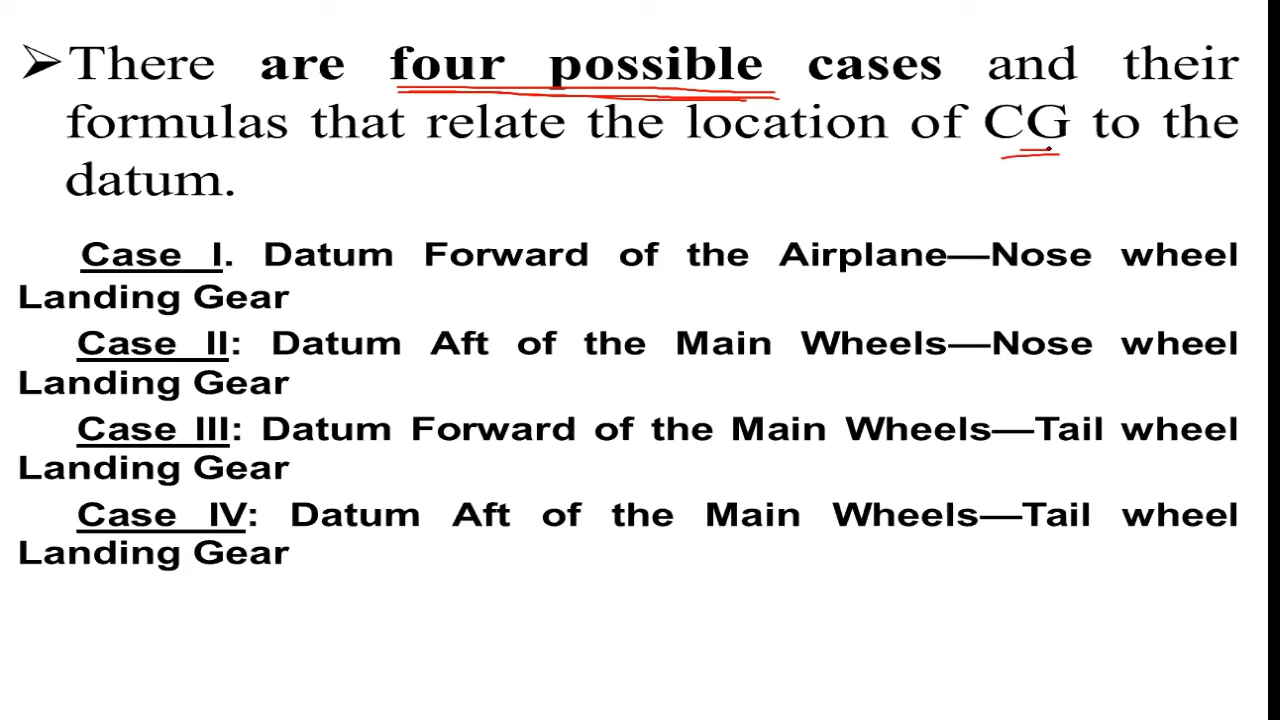 ➢There are four possible cases and their
formulas that relate the location of CG to the
datum.
Case I. Datum Forward of the Airplane—Nose wheel
Landing Gear
Case II: Datum Aft of the Main Wheels—Nose wheel
Landing Gear
Case III: Datum Forward of the Main Wheels—Tail wheel
Landing Gear
Case IV: Datum Aft of the Main Wheels—Tail wheel
Landing Gear